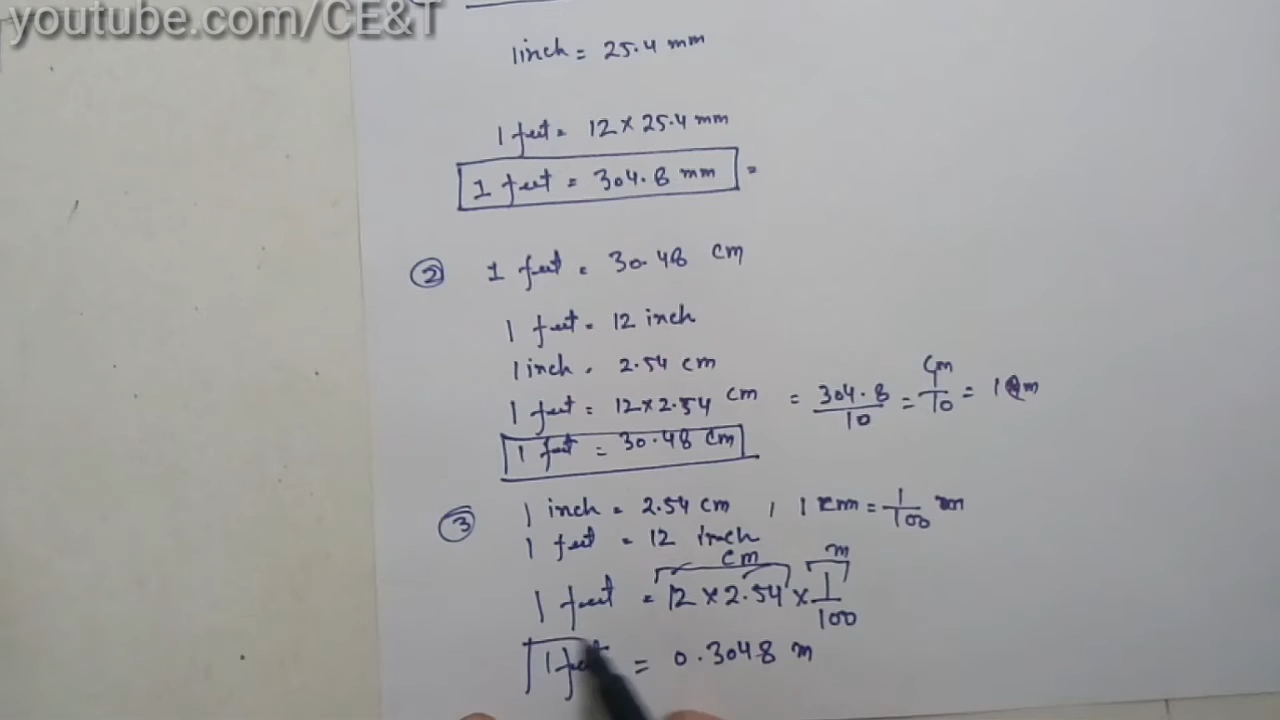 youtube.com/CE&T
1 inch = 25.4 mm
1 feet = 12 × 25.4 mm
1 feet = 304.8 mm =
② 1 feet = 30.48 cm
1 feet = 12 inch
1 inch = 2.54 cm
1 feet = 12 × 2.54 cm = 304.8/10 = /10 = 1
1 feet = 30.48 cm
③ 1 inch = 2.54 cm , 1 cm = 1/100 m
1 feet = 12 inch
cm m
1 feet = 12 × 2.54 × 1/100
1 feet = 0.3048 m